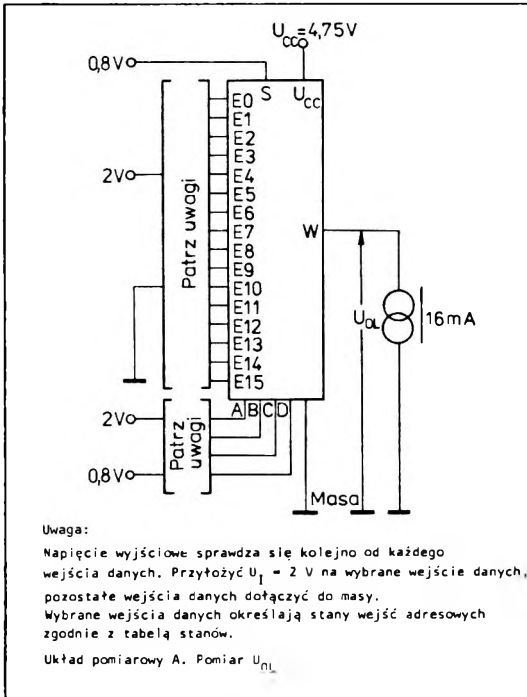 U_CC=4,75V
0,8V
S U_CC
E0
E1
E2
E3
2V
E4
E5
E6
E7
W
E8
E9
E10
E11
E12
E13
E14
E15
Patrz uwagi
U_OL
16mA
A B C D
2V
0,8V
Patrz uwagi
Masa
Uwaga:
Napięcie wyjściowe sprawdza się kolejno od każdego
wejścia danych. Przyłożyć U_I = 2 V na wybrane wejście danych,
pozostałe wejścia danych dołączyć do masy.
Wybrane wejścia danych określają stany wejść adresowych
zgodnie z tabelą stanów.
Układ pomiarowy A. Pomiar U_OL